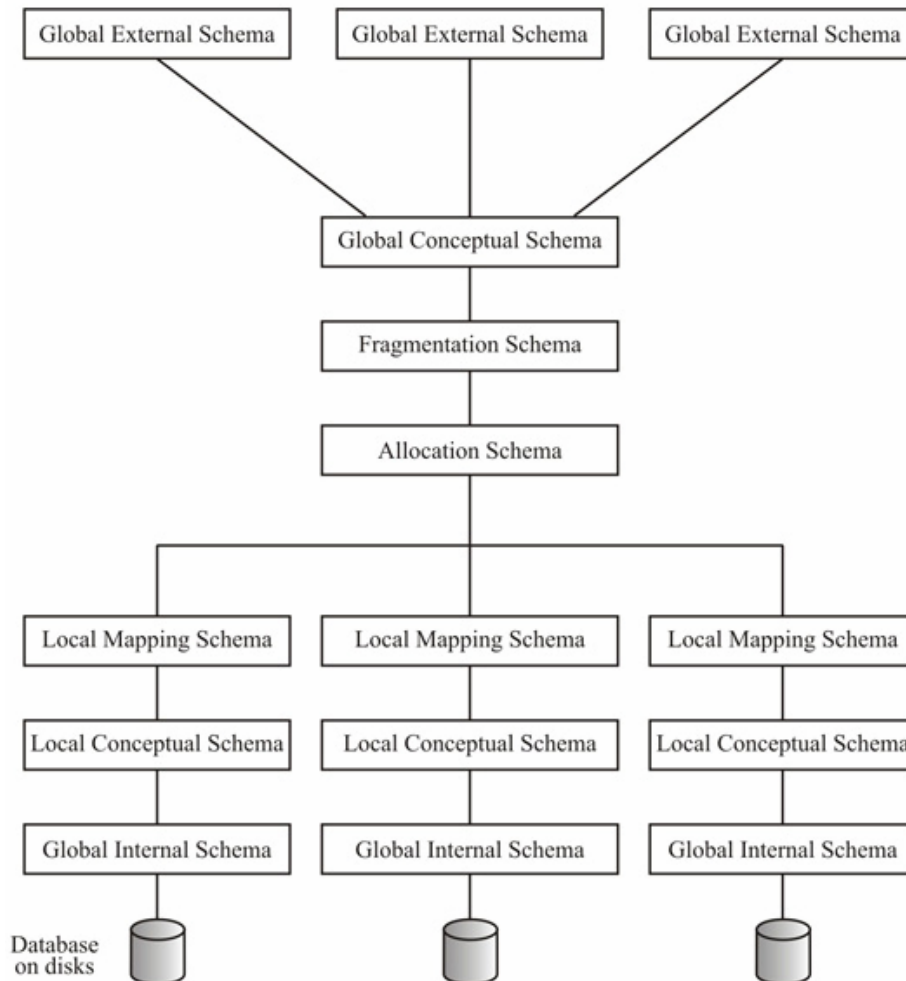 Global External Schema
Global External Schema
Global External Schema
Global Conceptual Schema
Fragmentation Schema
Allocation Schema
Local Mapping Schema
Local Mapping Schema
Local Mapping Schema
Local Conceptual Schema
Local Conceptual Schema
Local Conceptual Schema
Global Internal Schema
Global Internal Schema
Global Internal Schema
Database
on disks